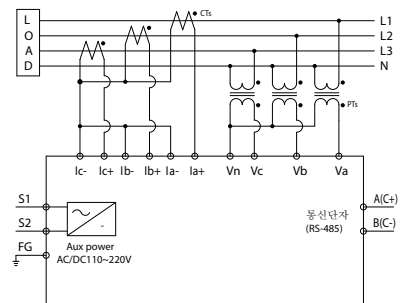 L
O
A
D
CTs
L1
L2
L3
N
PTs
Ic-
Ic+
Ib-
Ib+
Ia-
Ia+
Vn
Vc
Vb
Va
S1
S2
FG
~
-
Aux power
AC/DC110~220V
통신단자
(RS-485)
A(C+)
B(C-)